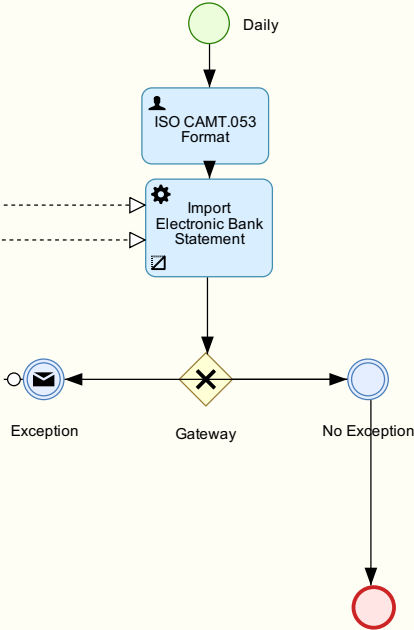 Daily
ISO CAMT.053
Format
Import
Electronic Bank
Statement
Exception
Gateway
No Exception